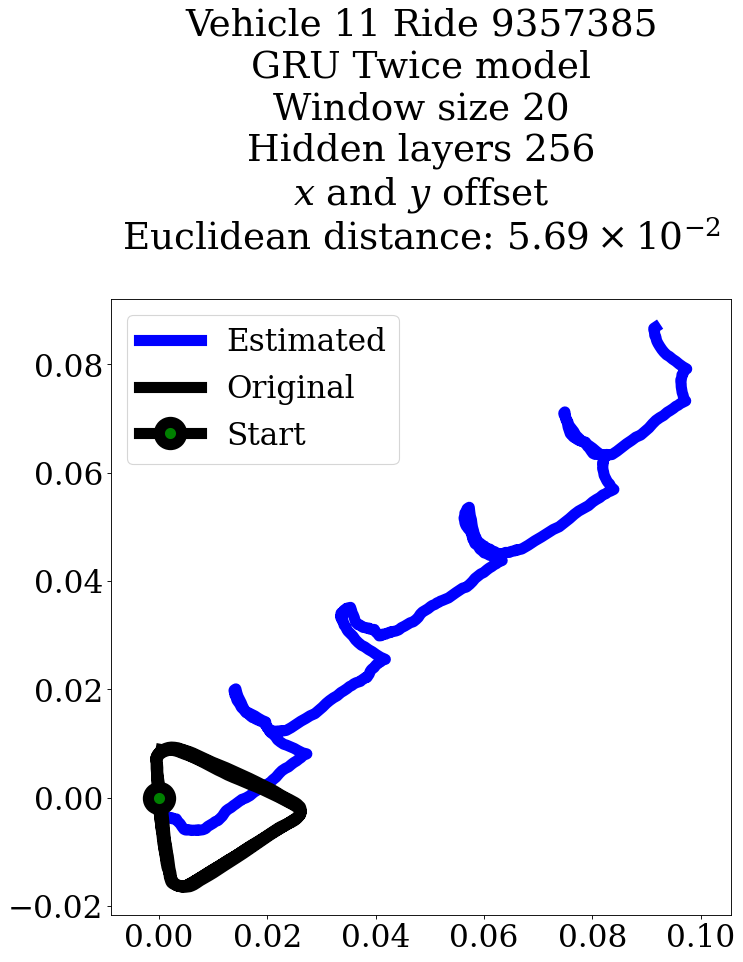 Vehicle 11 Ride 9357385
GRU Twice model
Window size 20
Hidden layers 256
x and y offset
Euclidean distance: 5.69 × 10⁻²
Estimated
Original
Start
0.08
0.06
0.04
0.02
0.00
−0.02
0.00 0.02 0.04 0.06 0.08 0.10